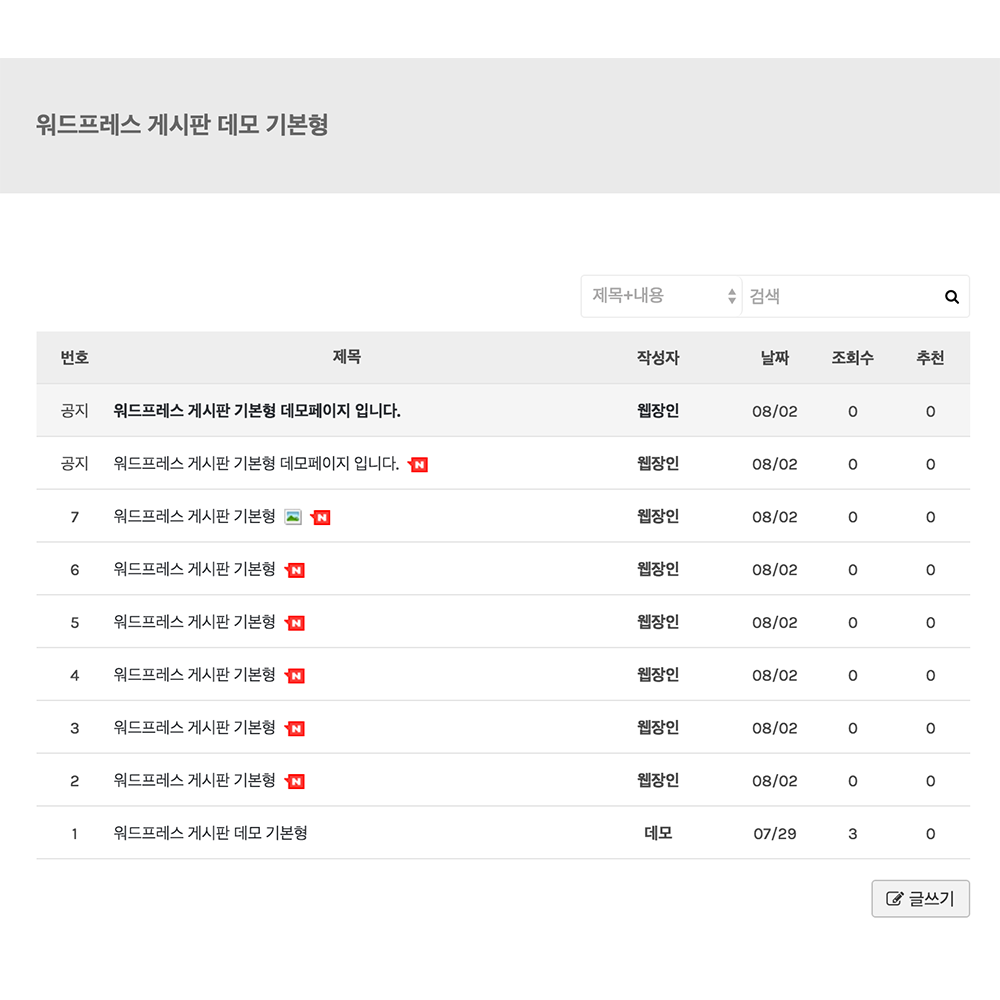 워드프레스 게시판 데모 기본형
제목+내용 검색
번호 제목 작성자 날짜 조회수 추천
공지 워드프레스 게시판 기본형 데모페이지 입니다. 웹장인 08/02 0 0
공지 워드프레스 게시판 기본형 데모페이지 입니다. N 웹장인 08/02 0 0
7 워드프레스 게시판 기본형 N 웹장인 08/02 0 0
6 워드프레스 게시판 기본형 N 웹장인 08/02 0 0
5 워드프레스 게시판 기본형 N 웹장인 08/02 0 0
4 워드프레스 게시판 기본형 N 웹장인 08/02 0 0
3 워드프레스 게시판 기본형 N 웹장인 08/02 0 0
2 워드프레스 게시판 기본형 N 웹장인 08/02 0 0
1 워드프레스 게시판 데모 기본형 데모 07/29 3 0
글쓰기